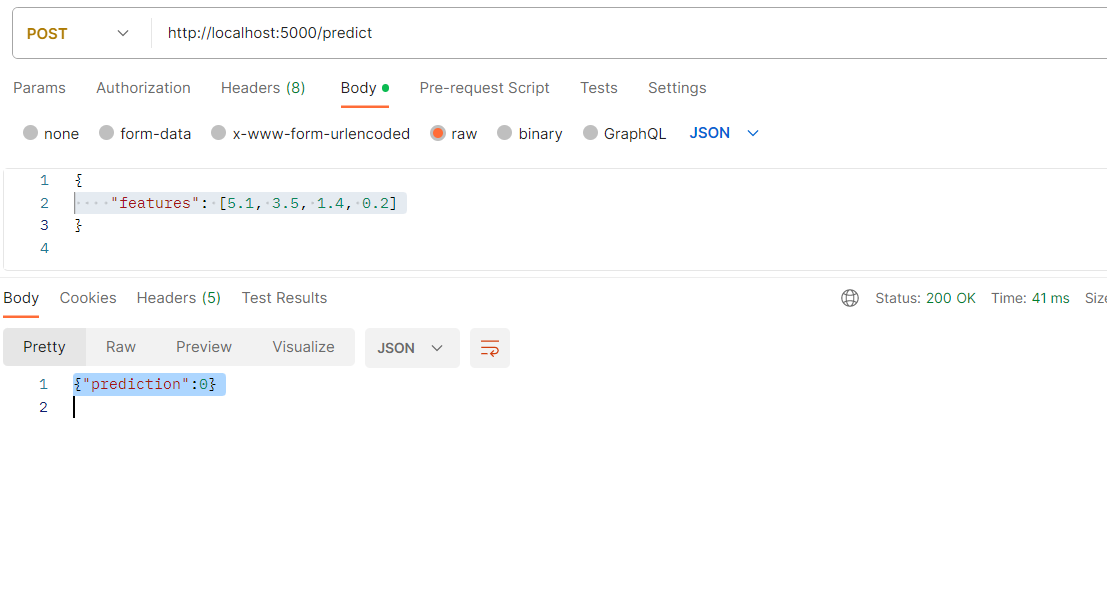 POST http://localhost:5000/predict
Params Authorization Headers (8) Body Pre-request Script Tests Settings
none form-data x-www-form-urlencoded raw binary GraphQL JSON
1 {
2 ····"features":·[5.1,·3.5,·1.4,·0.2]
3 }
4
Body Cookies Headers (5) Test Results Status: 200 OK Time: 41 ms Size
Pretty Raw Preview Visualize JSON
1 {"prediction":0}
2